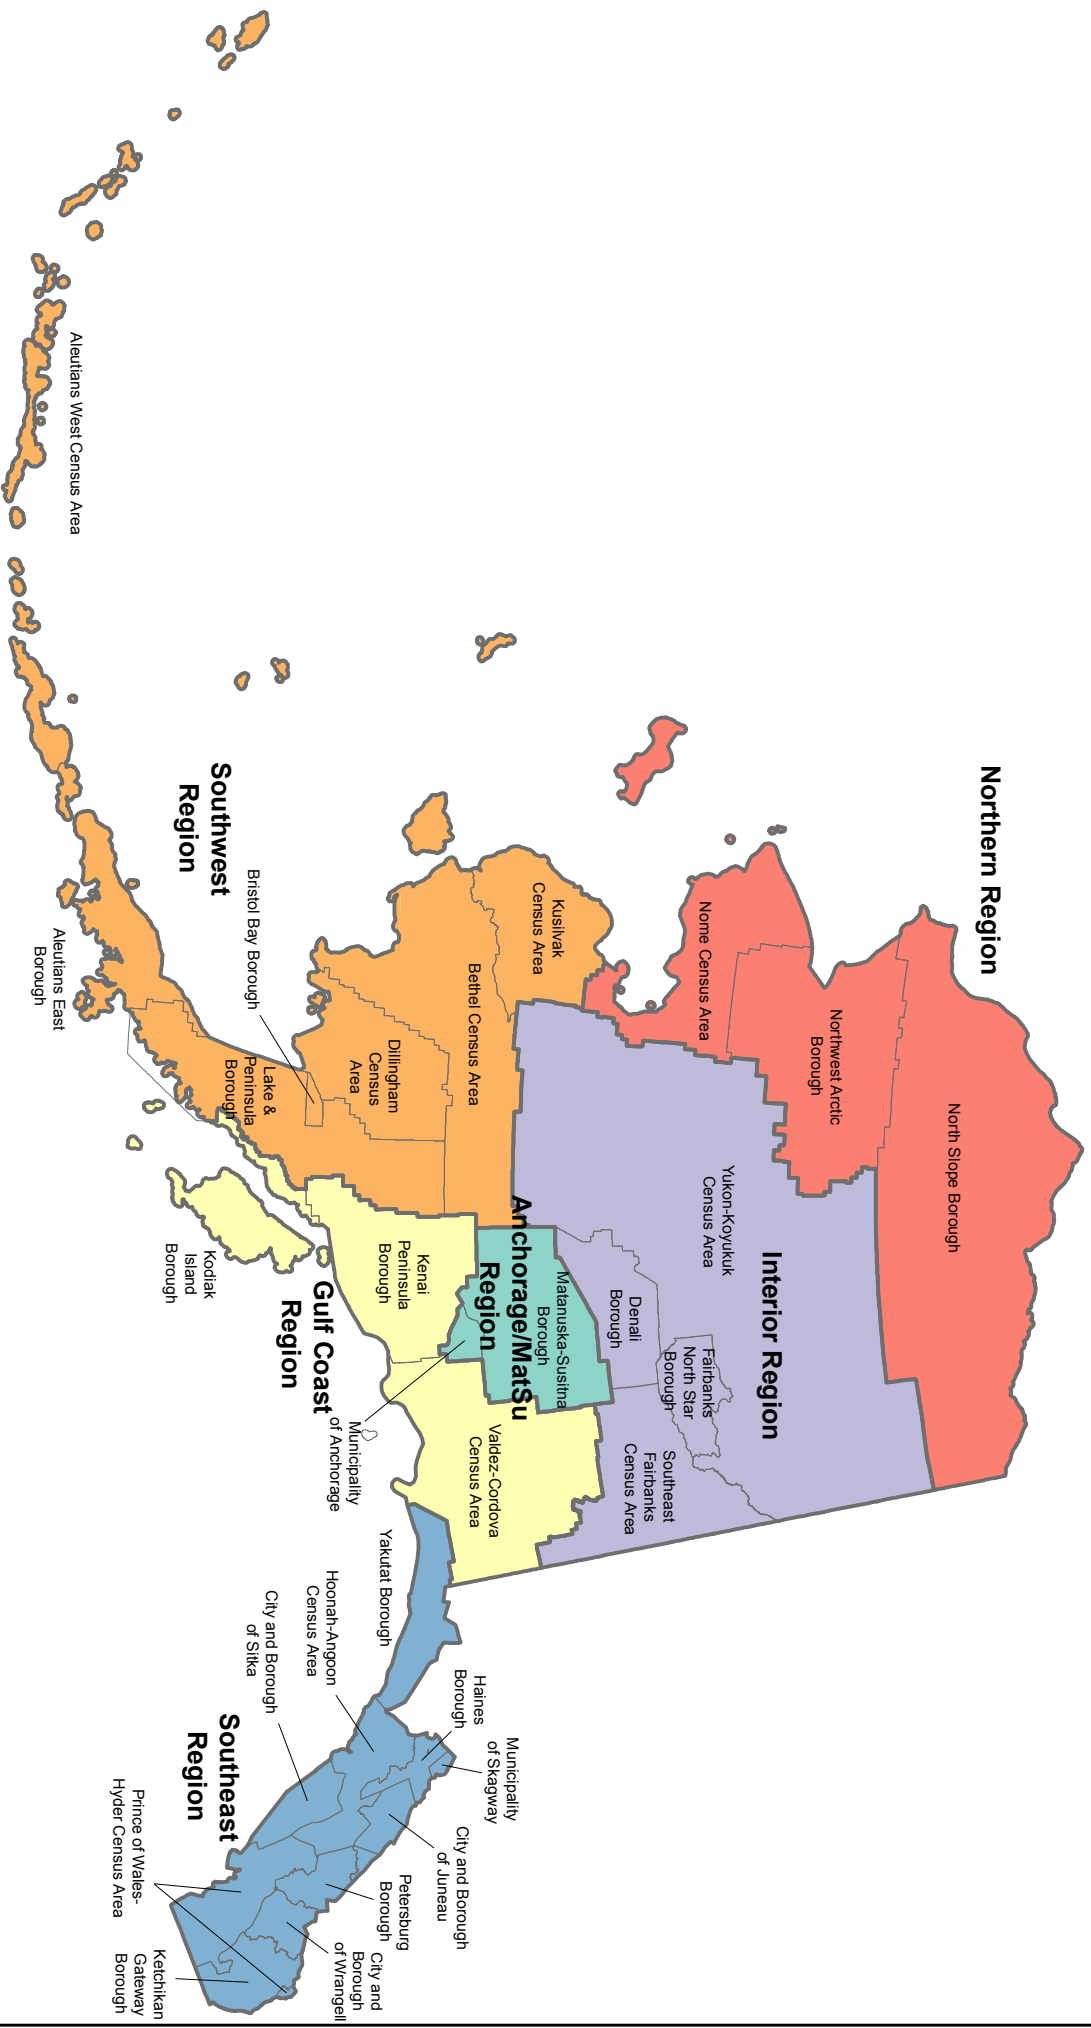 Northern Region
North Slope Borough
Northwest Arctic
Borough
Nome Census Area
Interior Region
Yukon-Koyukuk
Census Area
Fairbanks
North Star
Borough
Denali
Borough
Southeast
Fairbanks
Census Area
Kusilvak
Census Area
Bethel Census Area
Anchorage/MatSu
Region
Matanuska-Susitna
Borough
Municipality
of Anchorage
Valdez-Cordova
Census Area
Kenai
Peninsula
Borough
Gulf Coast
Region
Kodiak
Island
Borough
Dillingham
Census
Area
Lake &
Peninsula
Borough
Bristol Bay Borough
Southwest
Region
Aleutians East
Borough
Aleutians West Census Area
Yakutat Borough
Hoonah-Angoon
Census Area
City and Borough
of Sitka
Haines
Borough
Municipality
of Skagway
City and Borough
of Juneau
Petersburg
Borough
City and
Borough
of Wrangell
Southeast
Region
Prince of Wales-
Hyder Census Area
Ketchikan
Gateway
Borough